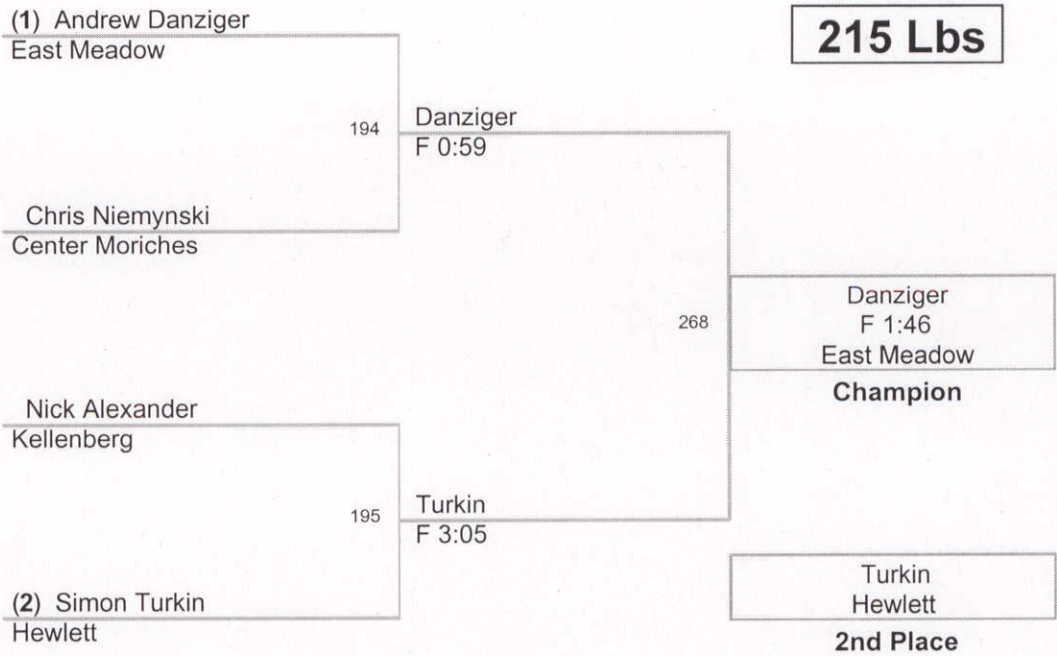 (1) Andrew Danziger
East Meadow
215 Lbs
194
Danziger
F 0:59
Chris Niemynski
Center Moriches
268
Danziger
F 1:46
East Meadow
Champion
Nick Alexander
Kellenberg
195
Turkin
F 3:05
(2) Simon Turkin
Hewlett
Turkin
Hewlett
2nd Place